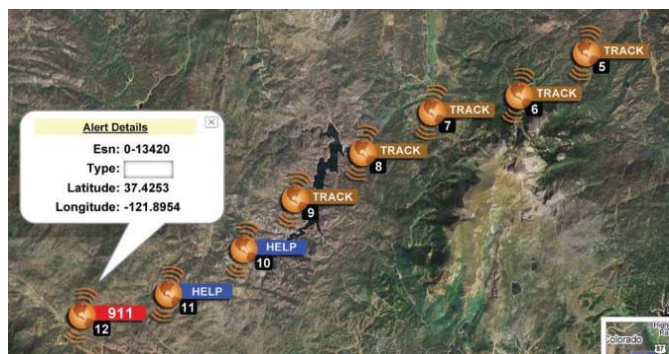 TRACK
5
TRACK
6
TRACK
7
TRACK
8
TRACK
9
HELP
10
HELP
11
911
12
Alert Details
Esn: 0-13420
Type:
Latitude: 37.4253
Longitude: -121.8954
Colorado